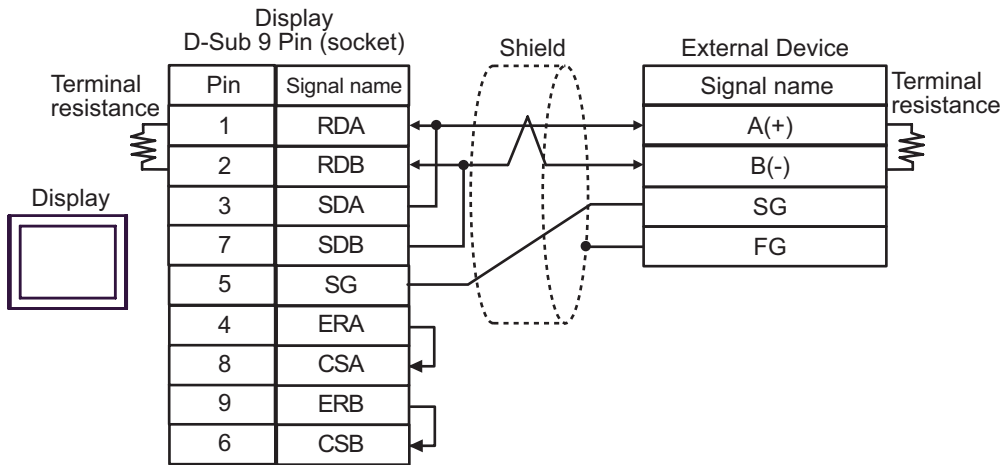 Display
D-Sub 9 Pin (socket)
Shield
External Device
Terminal
resistance
Pin Signal name
Signal name
Terminal
resistance
1 RDA
A(+)
2 RDB
B(-)
3 SDA
SG
Display
7 SDB
FG
5 SG
4 ERA
8 CSA
9 ERB
6 CSB